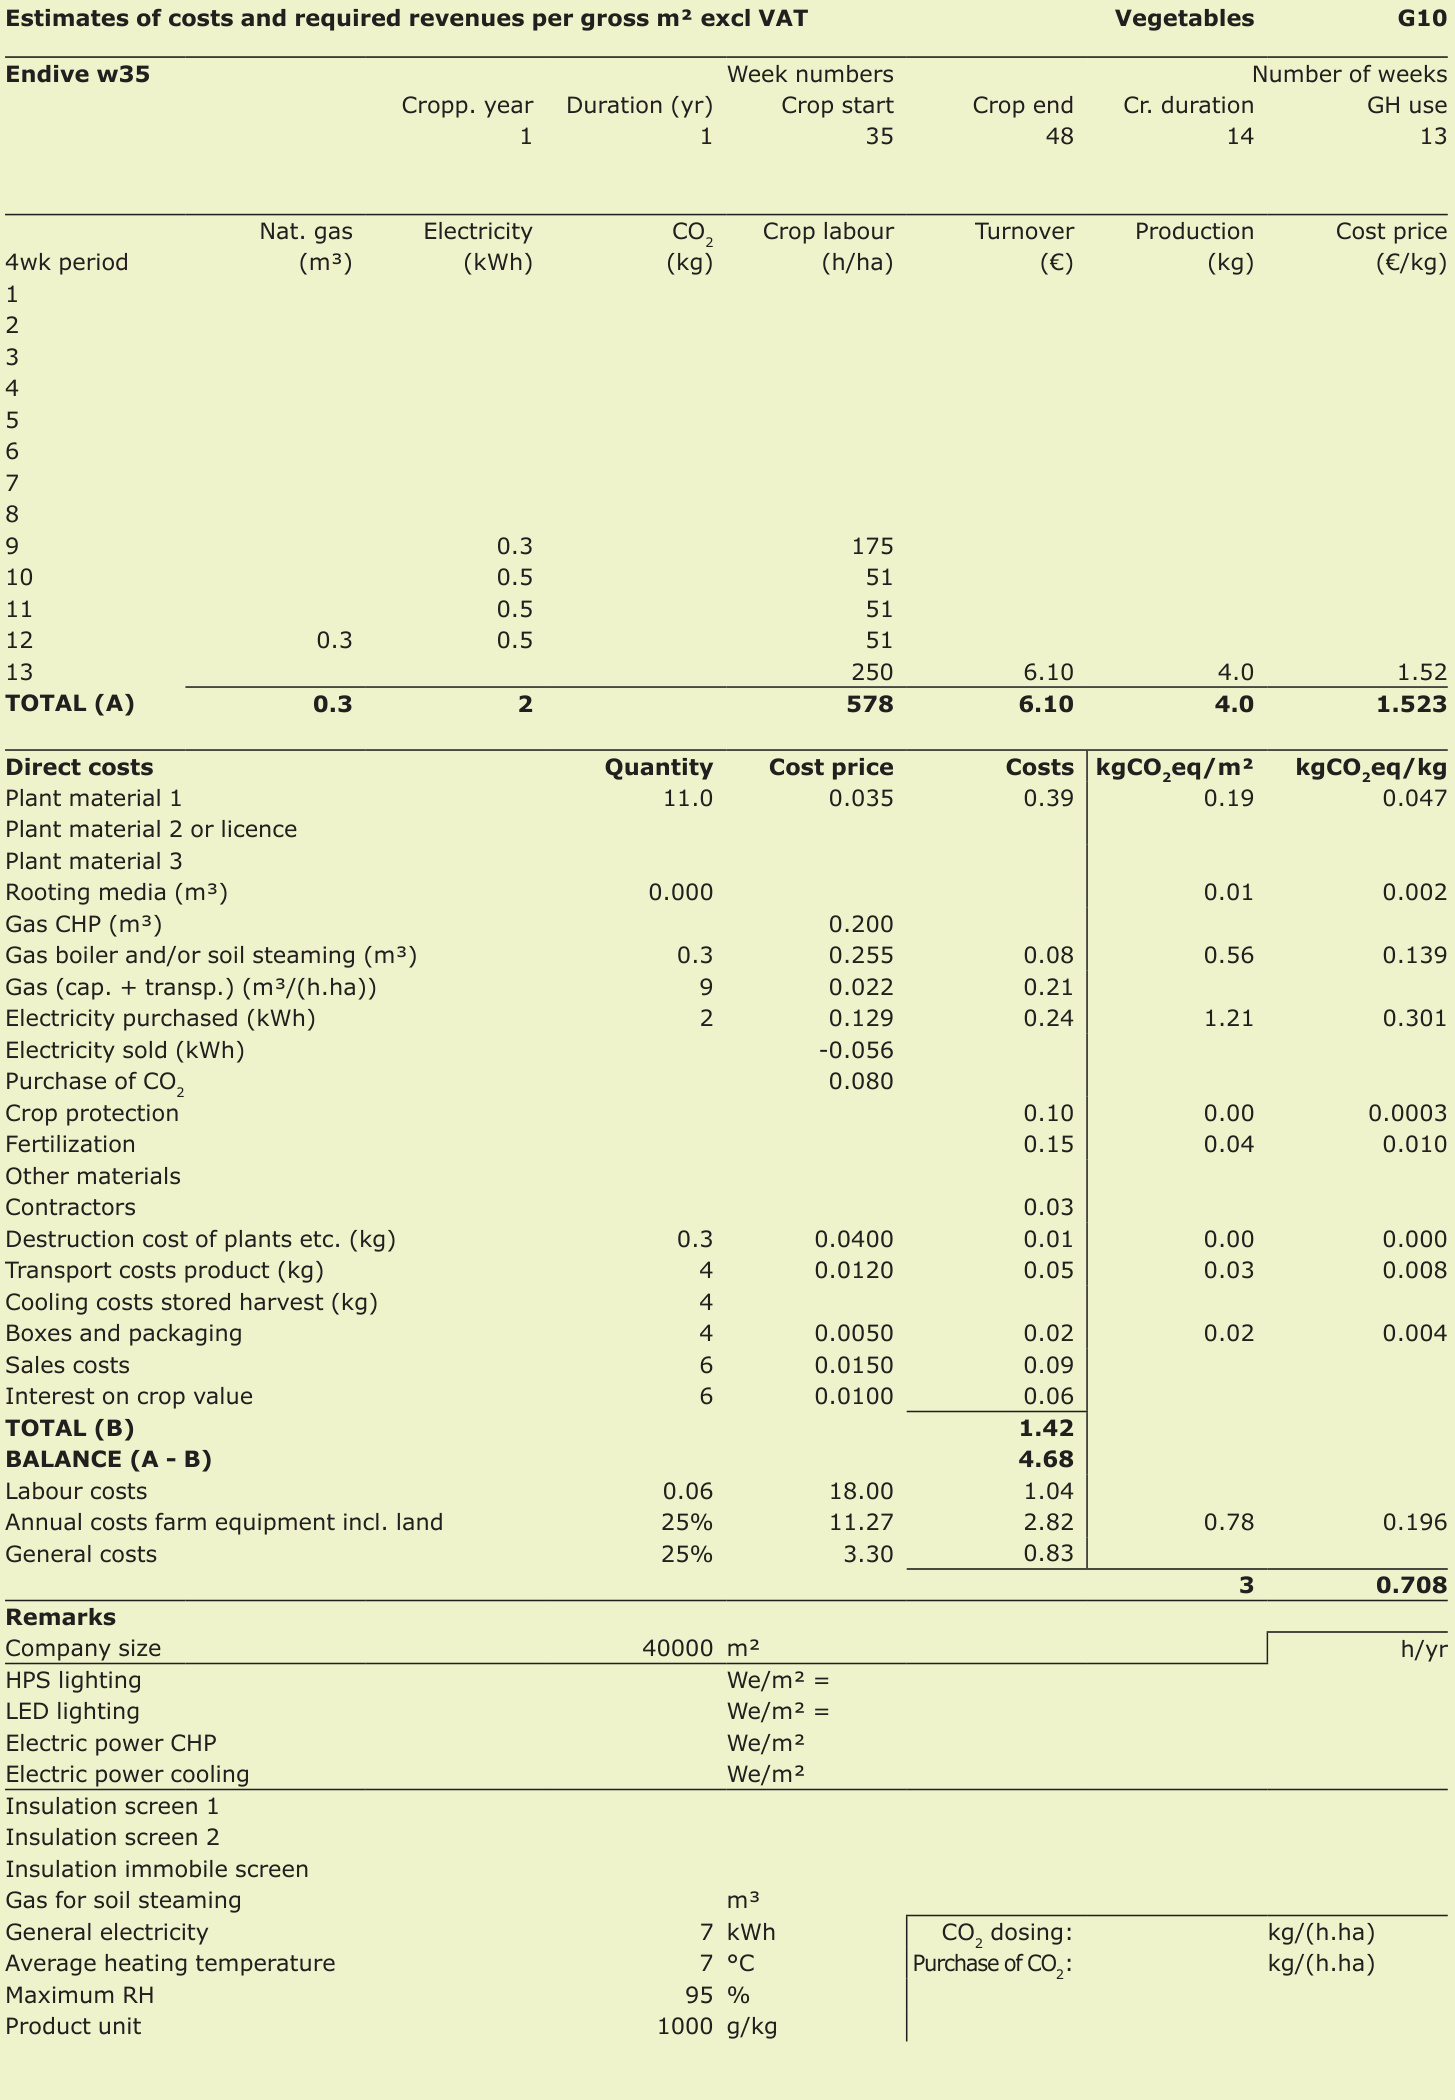 Estimates of costs and required revenues per gross m² excl VAT Vegetables G10
Endive w35 Week numbers Number of weeks
Cropp. year Duration (yr) Crop start Crop end Cr. duration GH use
1 1 35 48 14 13
Nat. gas Electricity CO₂ Crop labour Turnover Production Cost price
4wk period (m³) (kWh) (kg) (h/ha) (€) (kg) (€/kg)
1
2
3
4
5
6
7
8
9 0.3 175
10 0.5 51
11 0.5 51
12 0.3 0.5 51
13 250 6.10 4.0 1.52
TOTAL (A) 0.3 2 578 6.10 4.0 1.523
Direct costs Quantity Cost price Costs kgCO₂eq/m² kgCO₂eq/kg
Plant material 1 11.0 0.035 0.39 0.19 0.047
Plant material 2 or licence
Plant material 3
Rooting media (m³) 0.000 0.01 0.002
Gas CHP (m³) 0.200
Gas boiler and/or soil steaming (m³) 0.3 0.255 0.08 0.56 0.139
Gas (cap. + transp.) (m³/(h.ha)) 9 0.022 0.21
Electricity purchased (kWh) 2 0.129 0.24 1.21 0.301
Electricity sold (kWh) -0.056
Purchase of CO₂ 0.080
Crop protection 0.10 0.00 0.0003
Fertilization 0.15 0.04 0.010
Other materials
Contractors 0.03
Destruction cost of plants etc. (kg) 0.3 0.0400 0.01 0.00 0.000
Transport costs product (kg) 4 0.0120 0.05 0.03 0.008
Cooling costs stored harvest (kg) 4
Boxes and packaging 4 0.0050 0.02 0.02 0.004
Sales costs 6 0.0150 0.09
Interest on crop value 6 0.0100 0.06
TOTAL (B) 1.42
BALANCE (A - B) 4.68
Labour costs 0.06 18.00 1.04
Annual costs farm equipment incl. land 25% 11.27 2.82 0.78 0.196
General costs 25% 3.30 0.83
3 0.708
Remarks
Company size 40000 m² h/yr
HPS lighting We/m² =
LED lighting We/m² =
Electric power CHP We/m²
Electric power cooling We/m²
Insulation screen 1
Insulation screen 2
Insulation immobile screen
Gas for soil steaming m³
General electricity 7 kWh CO₂ dosing: kg/(h.ha)
Average heating temperature 7 °C Purchase of CO₂: kg/(h.ha)
Maximum RH 95 %
Product unit 1000 g/kg